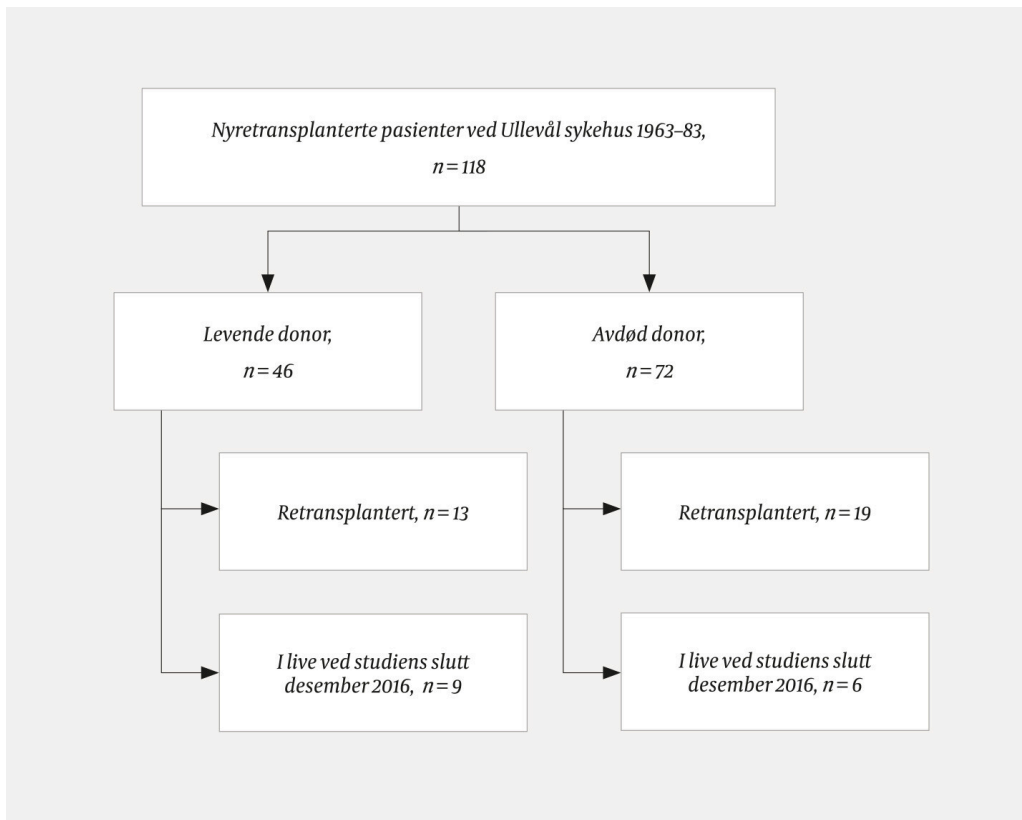 Nyretransplanterte pasienter ved Ullevål sykehus 1963–83,
n = 118
Levende donor,
n = 46
Avdød donor,
n = 72
Retransplantert, n = 13
Retransplantert, n = 19
I live ved studiens slutt
desember 2016, n = 9
I live ved studiens slutt
desember 2016, n = 6